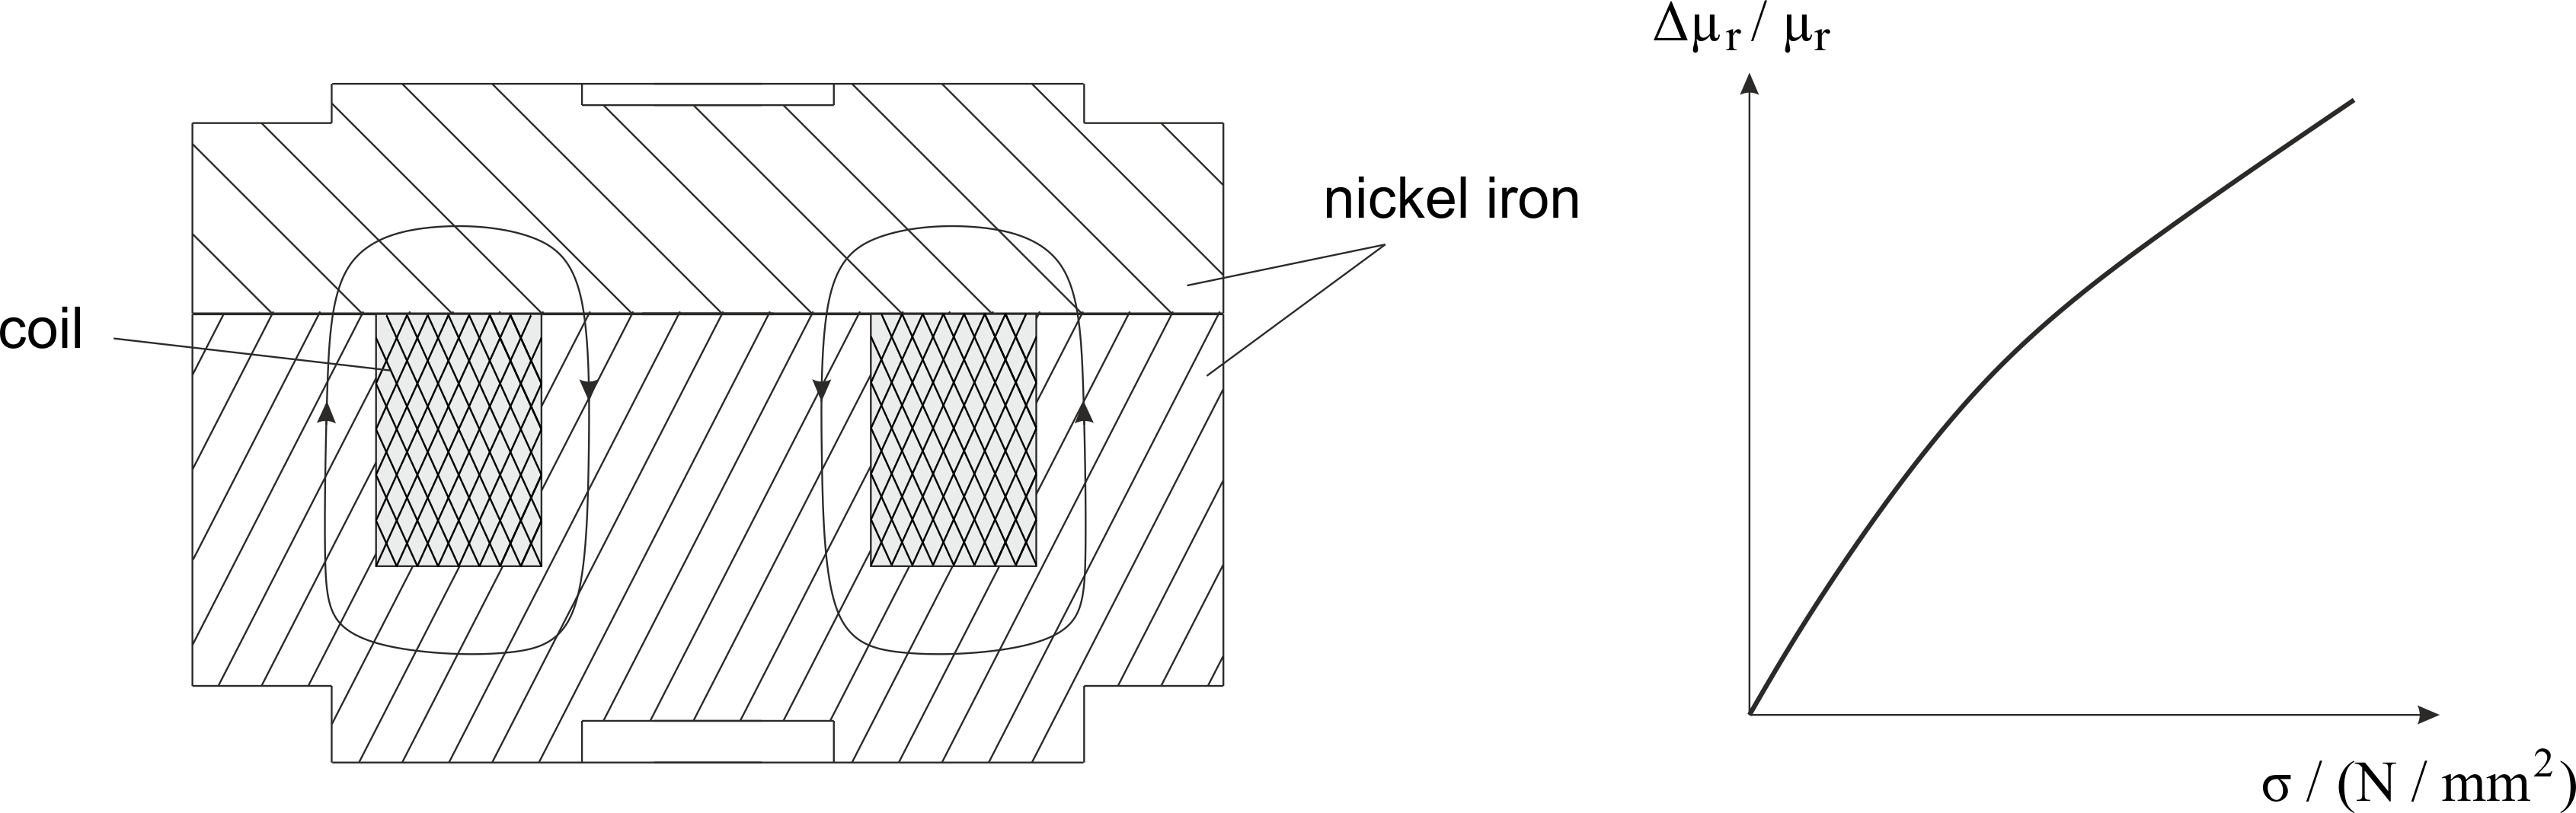 coil
nickel iron
Δμr / μr
σ / (N / mm²)